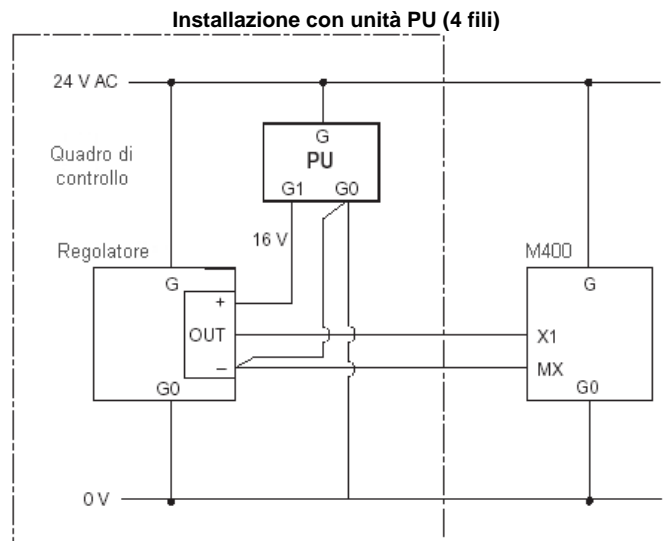 Installazione con unità PU (4 fili)
24 V AC
G
PU
G1 G0
Quadro di
controllo
16 V
Regolatore
M400
G
+
OUT
–
G0
G
X1
MX
G0
0 V